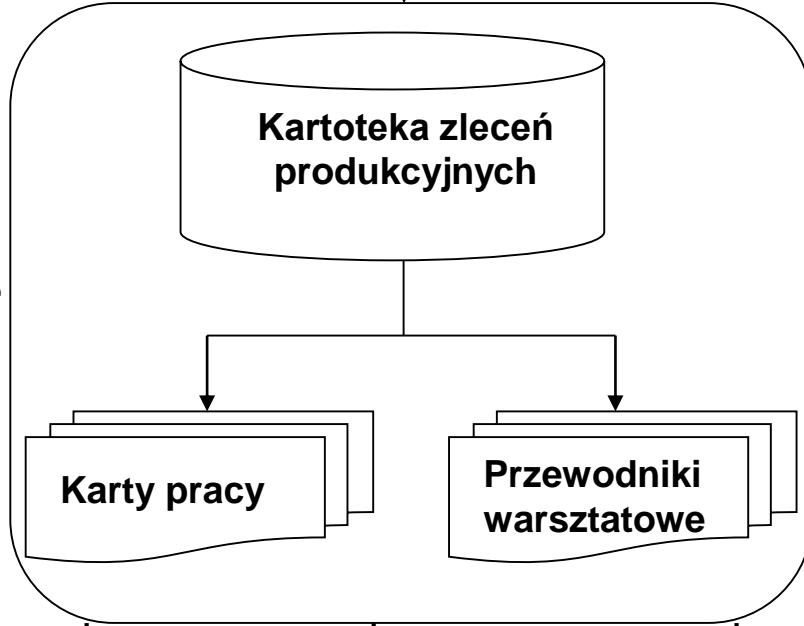 Kartoteka zleceń
produkcyjnych
Karty pracy
Przewodniki
warsztatowe